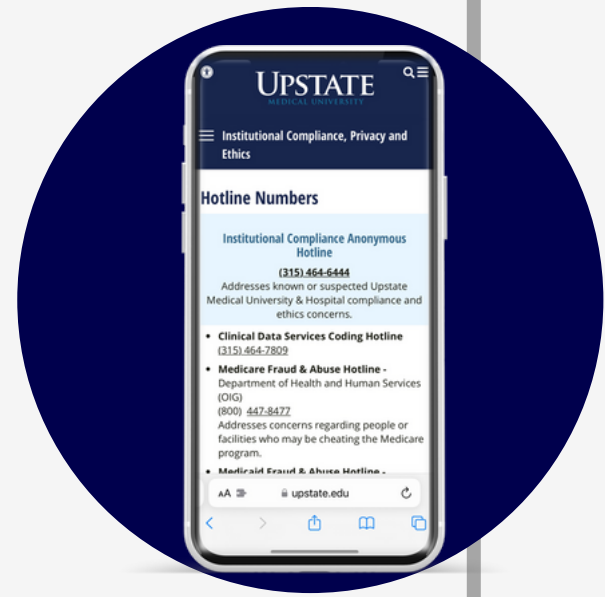 UPSTATE
MEDICAL UNIVERSITY
Institutional Compliance, Privacy and
Ethics
Hotline Numbers
Institutional Compliance Anonymous
Hotline
(315) 464-6444
Addresses known or suspected Upstate
Medical University & Hospital compliance and
ethics concerns.
• Clinical Data Services Coding Hotline
(315) 464-7809
• Medicare Fraud & Abuse Hotline -
Department of Health and Human Services
(OIG)
(800) 447-8477
Addresses concerns regarding people or
facilities who may be cheating the Medicare
program.
• Medicaid Fraud & Abuse Hotline -
AA upstate.edu